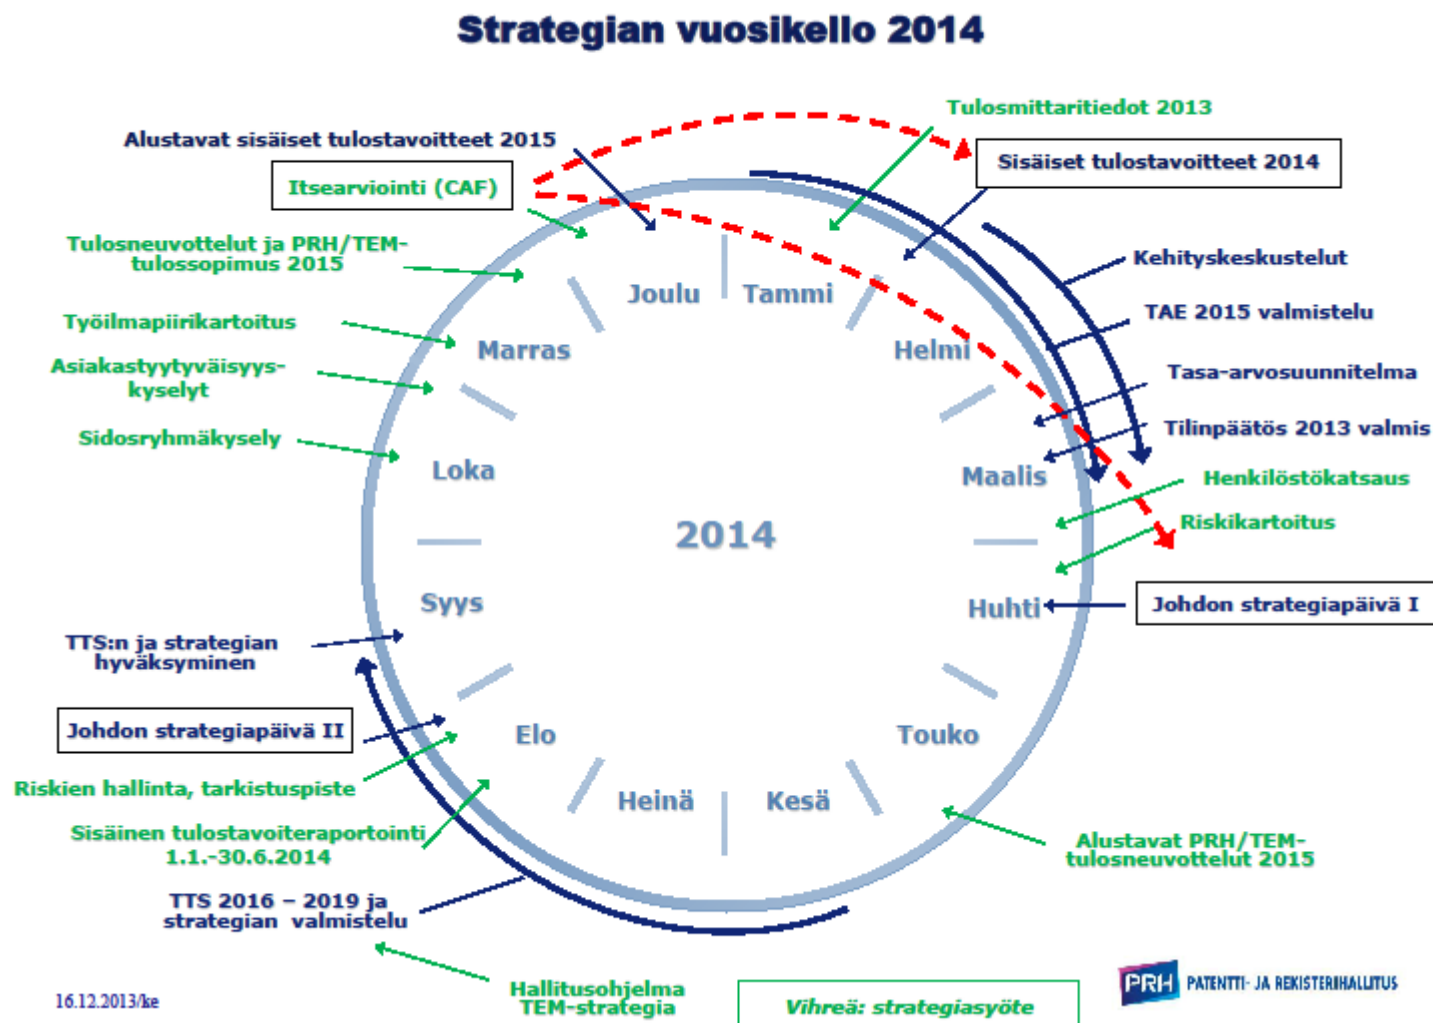 Strategian vuosikello 2014
Tulosmittaritiedot 2013
Alustavat sisäiset tulostavoitteet 2015
Sisäiset tulostavoitteet 2014
Itsearviointi (CAF)
Tulosneuvottelut ja PRH/TEM-
tulossopimus 2015
Kehityskeskustelut
Joulu
Tammi
TAE 2015 valmistelu
Työilmapiirikartoitus
Marras
Helmi
Asiakastyytyväisyys-
kyselyt
Tasa-arvosuunnitelma
Sidosryhmäkysely
Tilinpäätös 2013 valmis
Loka
Maalis
Henkilöstökatsaus
2014
Riskikartoitus
Syys
Huhti
Johdon strategiapäivä I
TTS:n ja strategian
hyväksyminen
Johdon strategiapäivä II
Elo
Touko
Riskien hallinta, tarkistuspiste
Heinä
Kesä
Sisäinen tulostavoiteraportointi
1.1.-30.6.2014
Alustavat PRH/TEM-
tulosneuvottelut 2015
TTS 2016 – 2019 ja
strategian valmistelu
Hallitusohjelma
TEM-strategia
Vihreä: strategiasyöte
PRH PATENTTI- JA REKISTERIHALLITUS
16.12.2013/ke